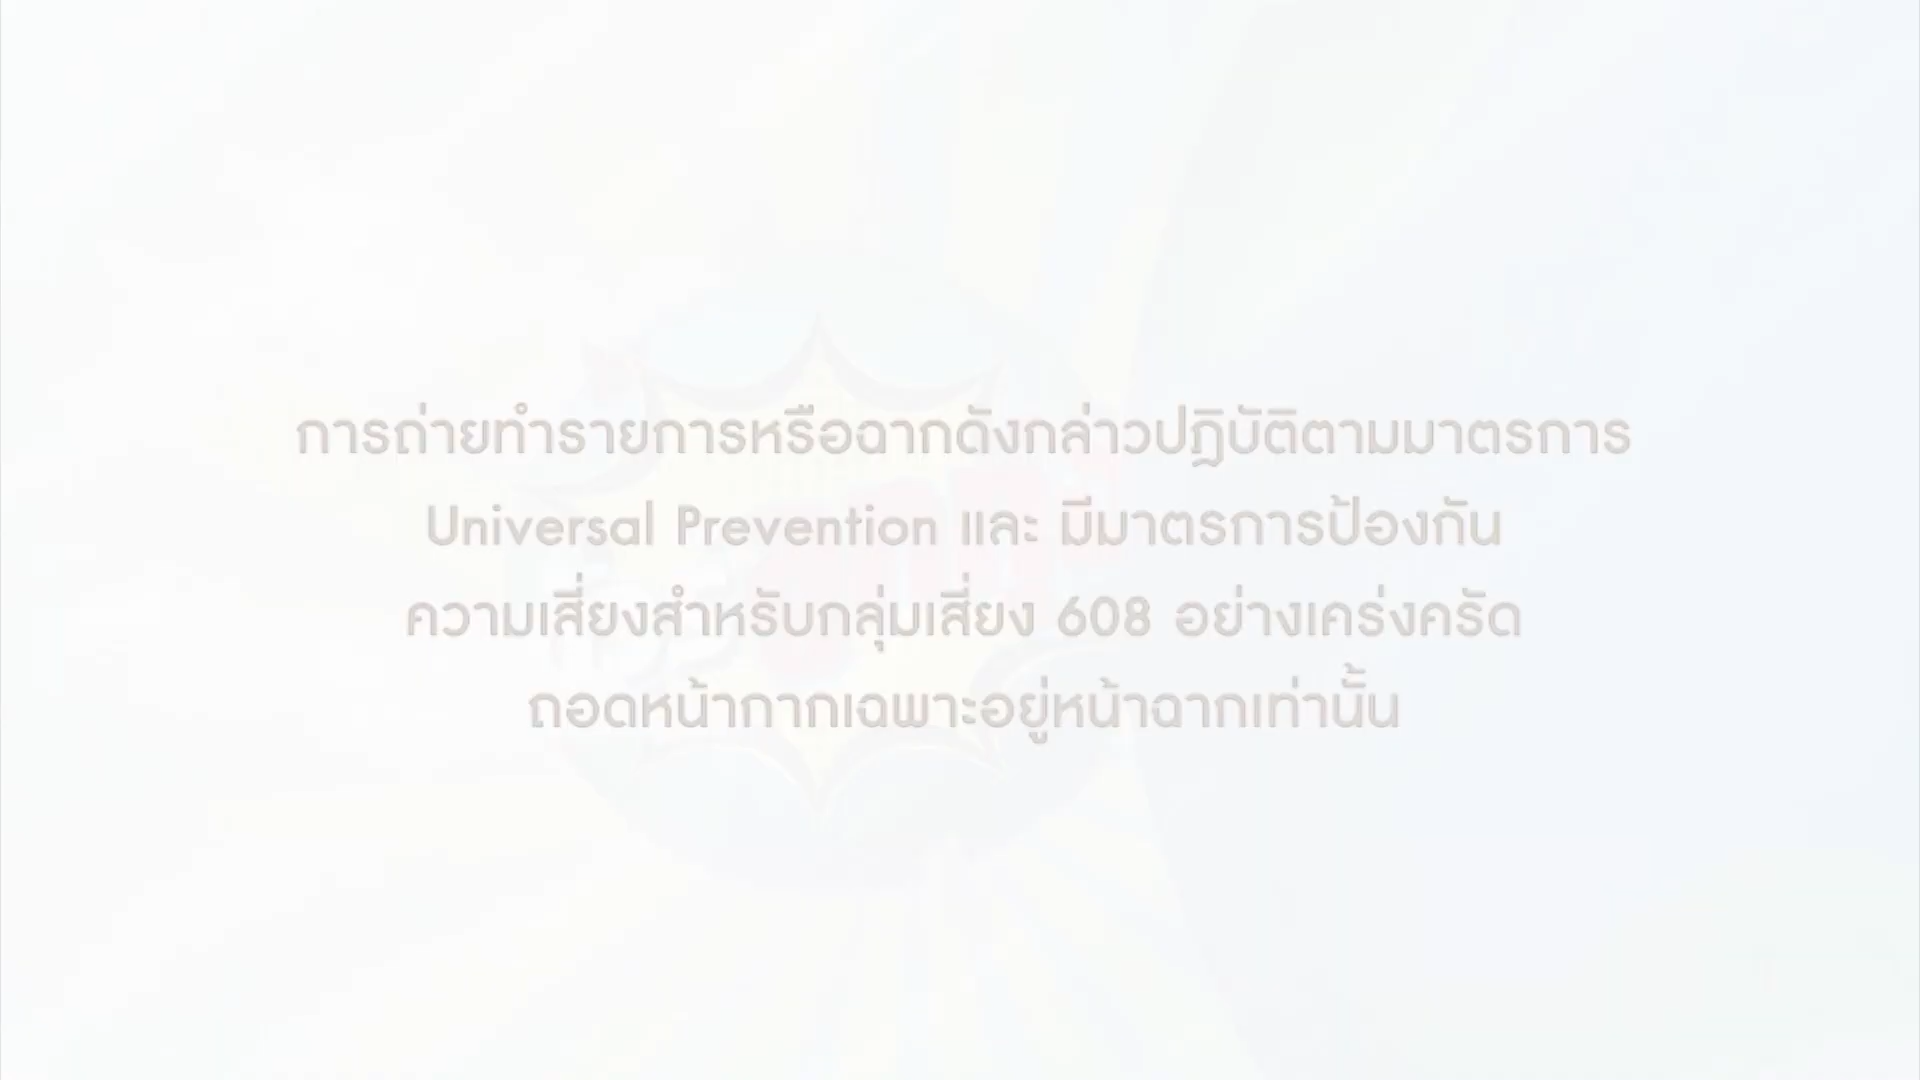 การถ่ายทำรายการหรือฉากดังกล่าวปฏิบัติตามมาตรการ
Universal Prevention และ มีมาตรการป้องกัน
ความเสี่ยงสำหรับกลุ่มเสี่ยง 608 อย่างเคร่งครัด
ถอดหน้ากากเฉพาะอยู่หน้าฉากเท่านั้น